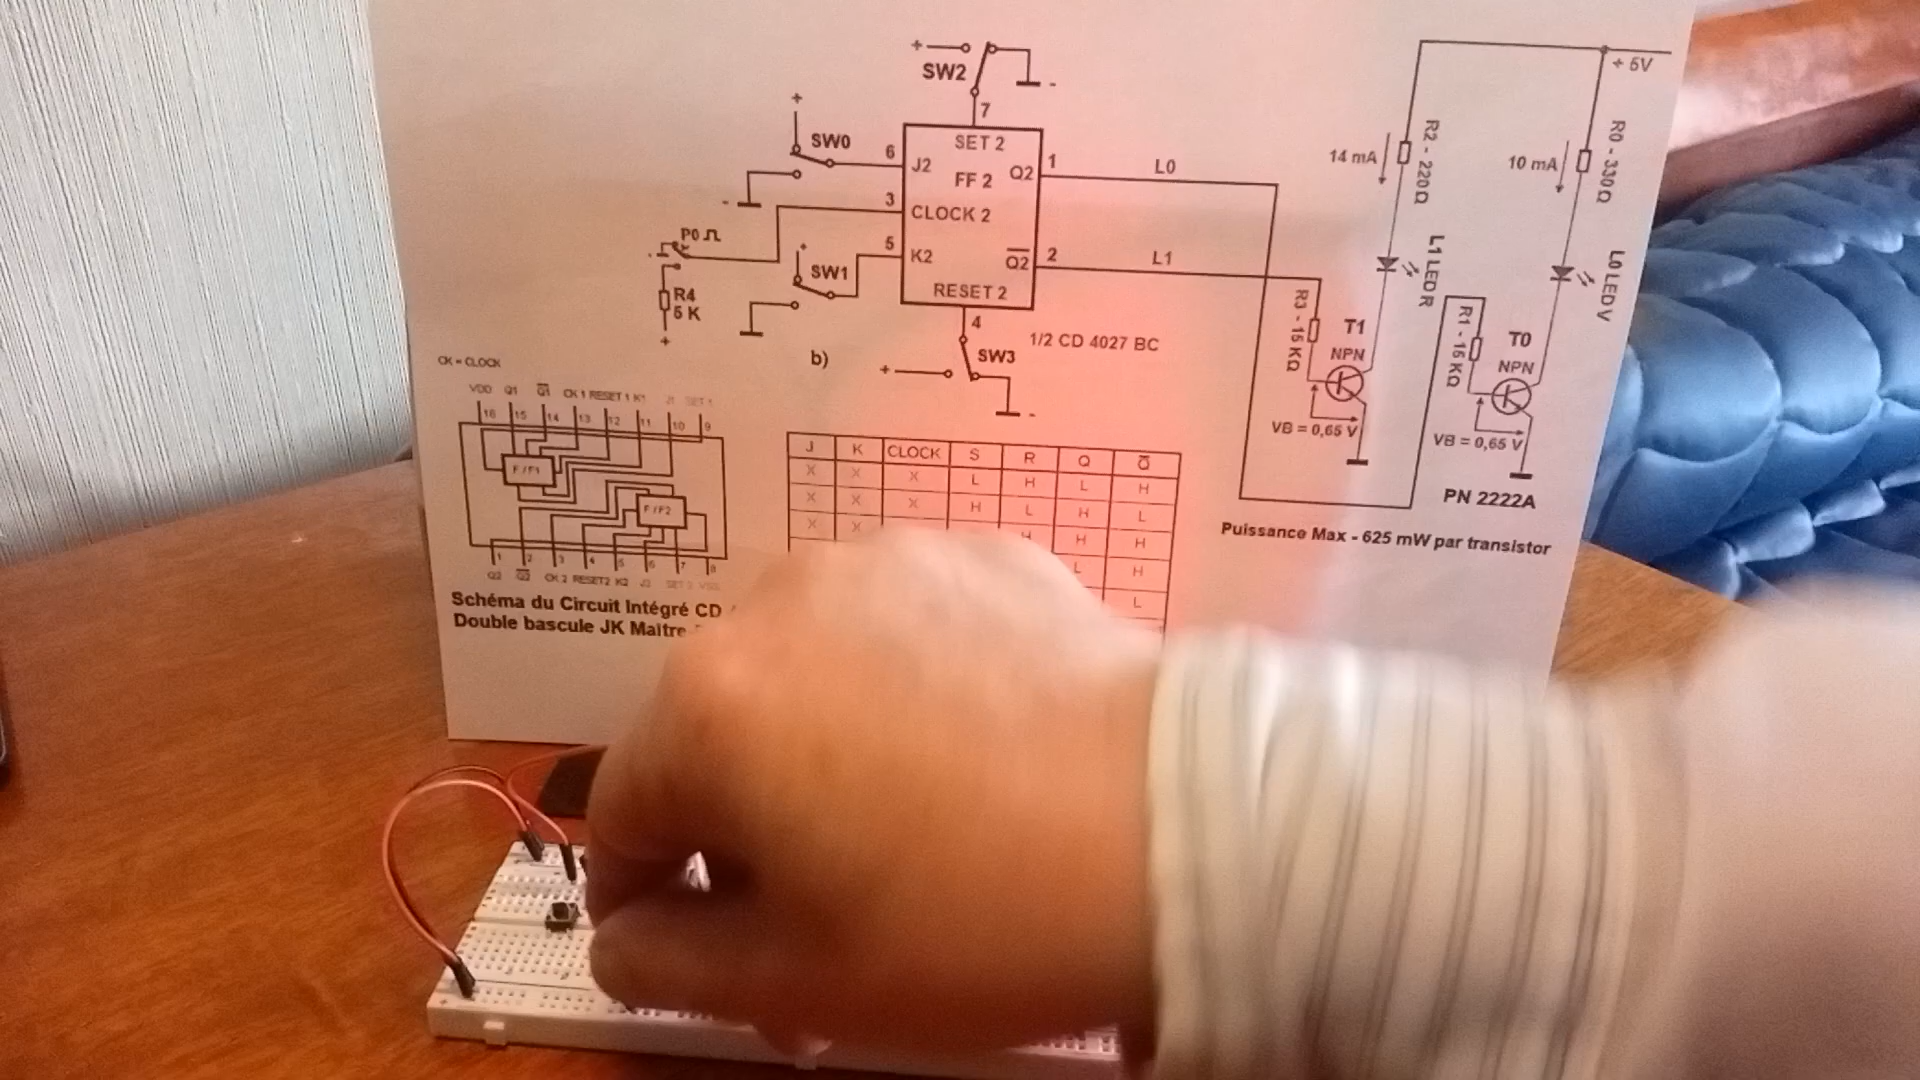 +
SW2
-
7
+
SW0
6
-
3
P0
5
+
SW1
R4
5 K
+
SET 2
J2
Q2
FF 2
CLOCK 2
K2
Q2
RESET 2
1
L0
2
L1
4
SW3
+
-
b)
1/2 CD 4027 BC
+ 5V
14 mA
R2 - 220 Ω
10 mA
R0 - 330 Ω
L1 LED R
L0 LED V
R3 - 15 KΩ
T1
NPN
VB = 0,65 V
R1 - 15 KΩ
T0
NPN
VB = 0,65 V
PN 2222A
Puissance Max - 625 mW par transistor
CK = CLOCK
VDD Q1 Q1 CK 1 RESET 1 K1 J1 SET 1
16 15 14 13 12 11 10 9
F/F1
F/F2
1 2 3 4 5 6 7 8
Q2 Q2 CK 2 RESET2 K2 J2 SET 2 VSS
Schéma du Circuit Intégré CD
Double bascule JK Maître
J K CLOCK S R Q Q
X X X L H L H
X X X H L H L
X X H H H
L H
L